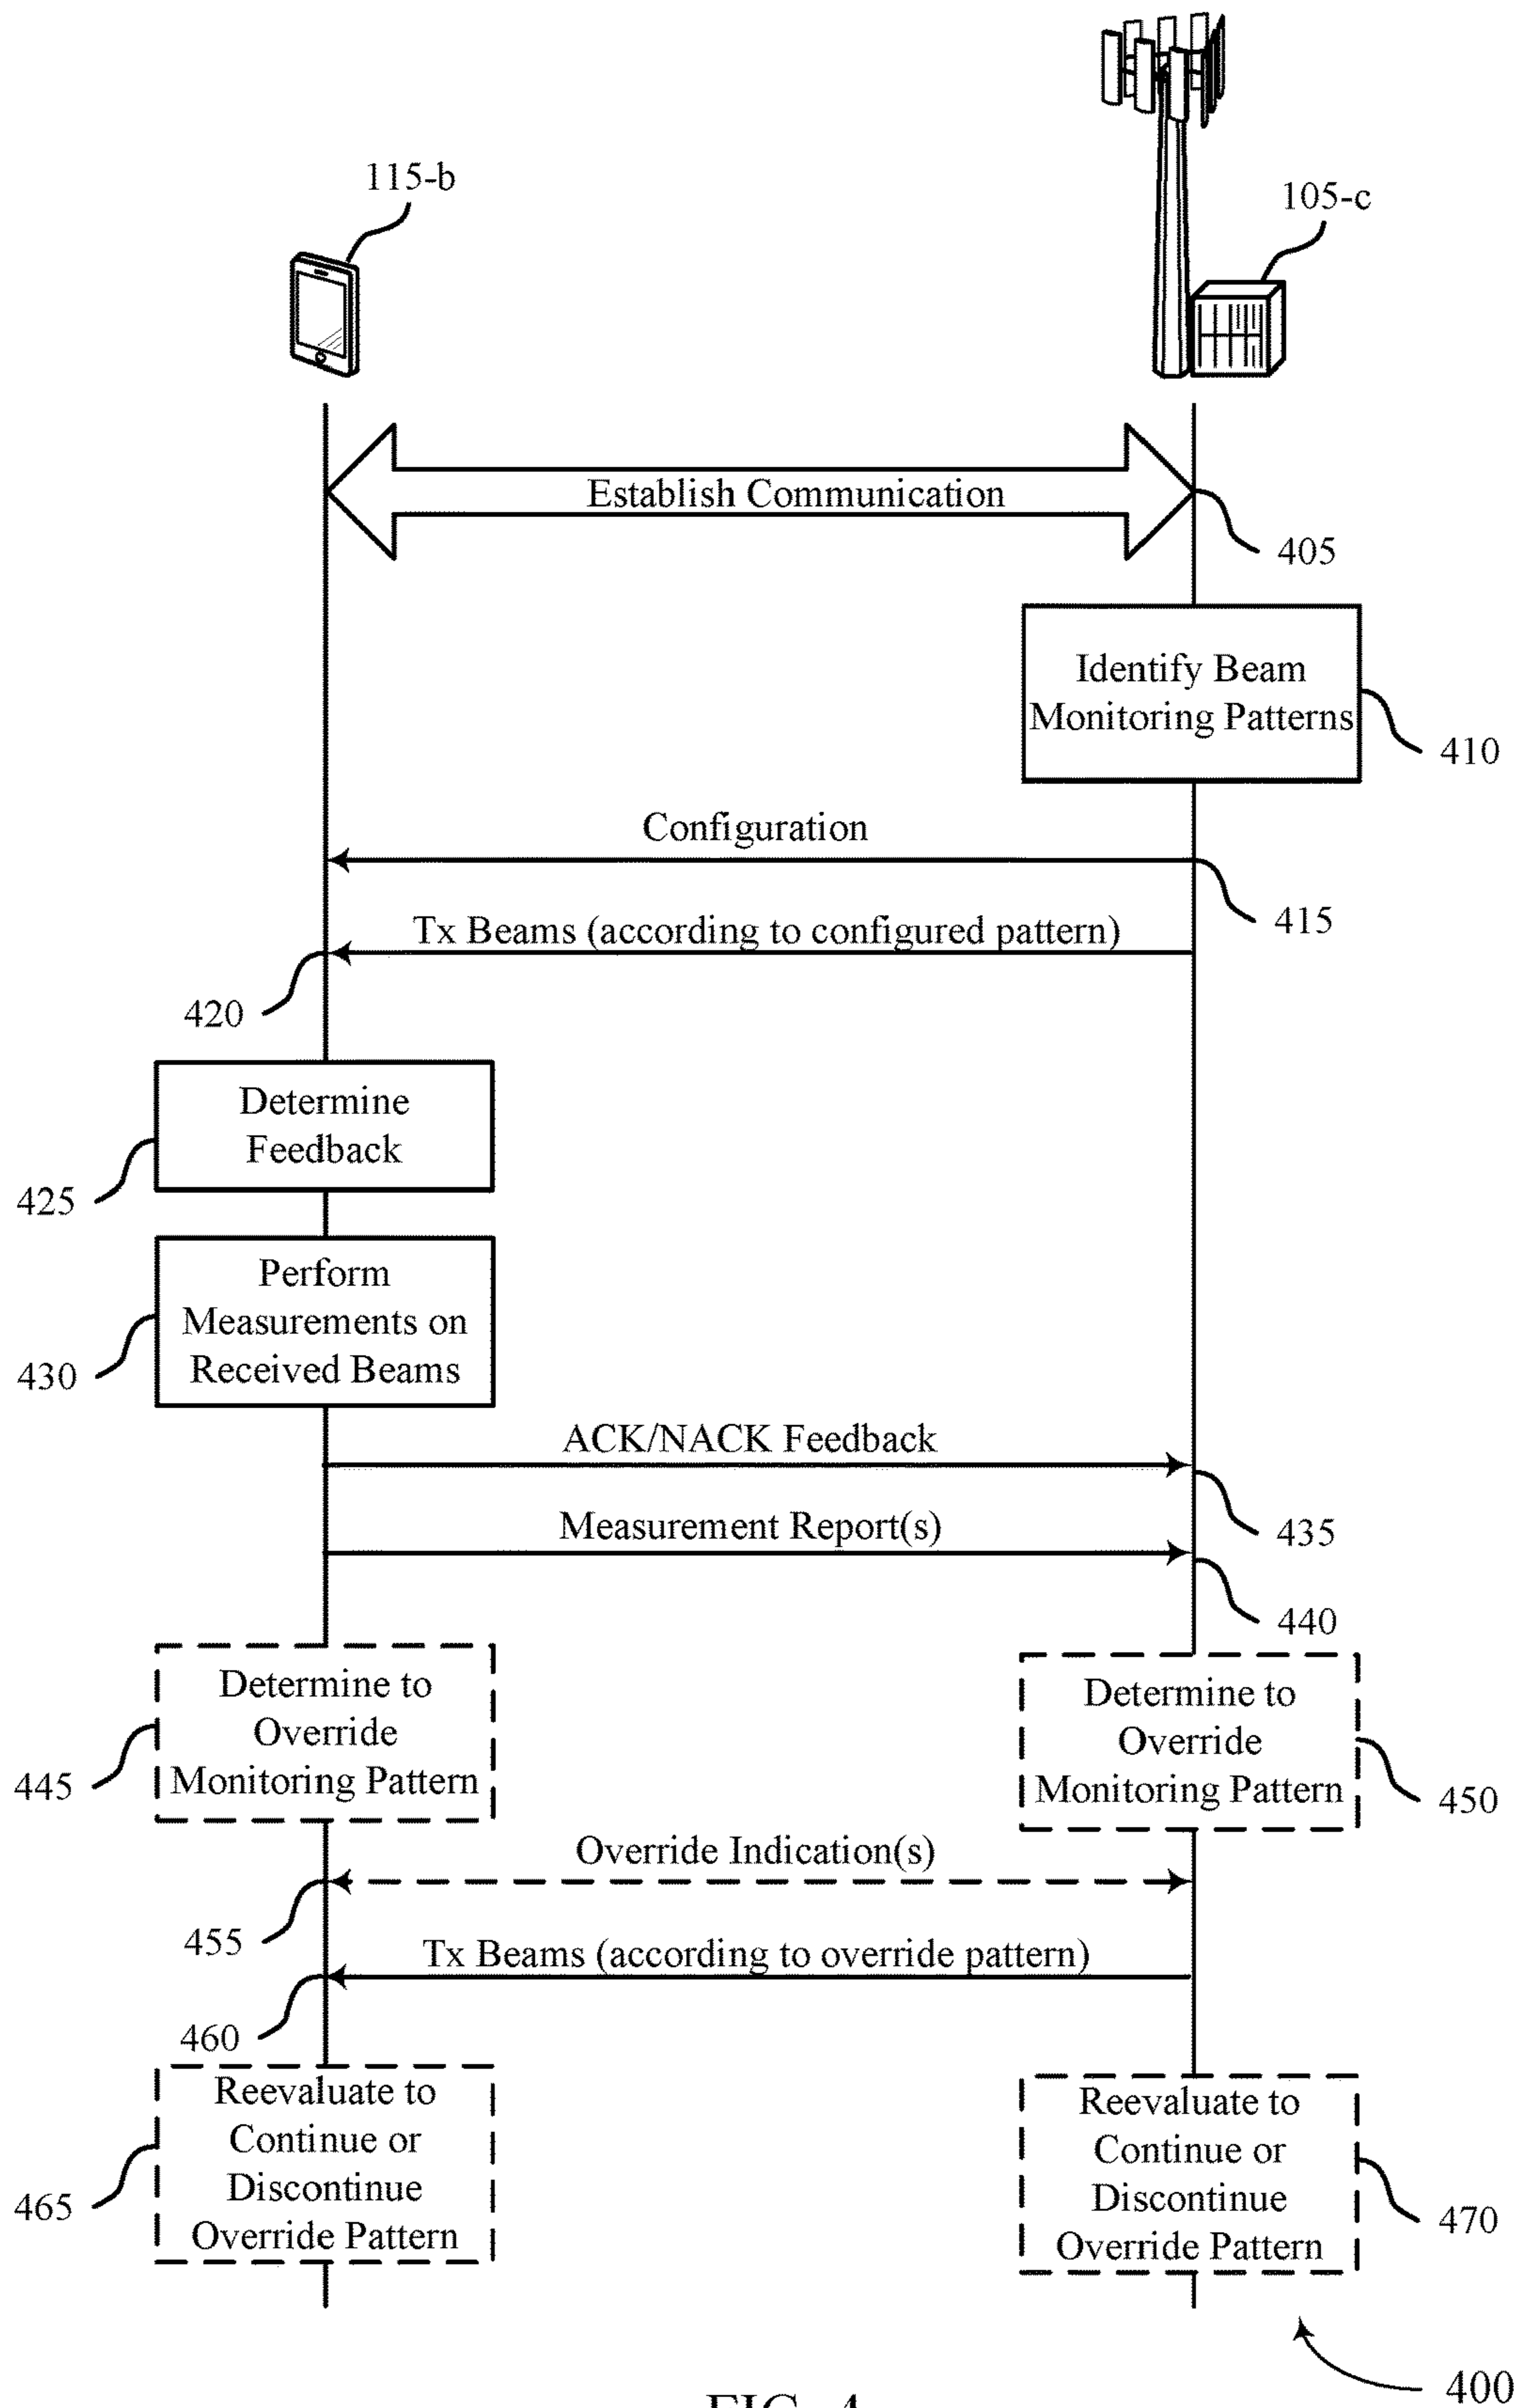 115-b
105-c
Establish Communication
405
Identify Beam
Monitoring Patterns
410
Configuration
415
Tx Beams (according to configured pattern)
420
Determine
Feedback
425
Perform
Measurements on
Received Beams
430
ACK/NACK Feedback
435
Measurement Report(s)
440
Determine to
Override
Monitoring Pattern
445
Determine to
Override
Monitoring Pattern
450
Override Indication(s)
455
Tx Beams (according to override pattern)
460
Reevaluate to
Continue or
Discontinue
Override Pattern
465
Reevaluate to
Continue or
Discontinue
Override Pattern
470
400
FIG. 4